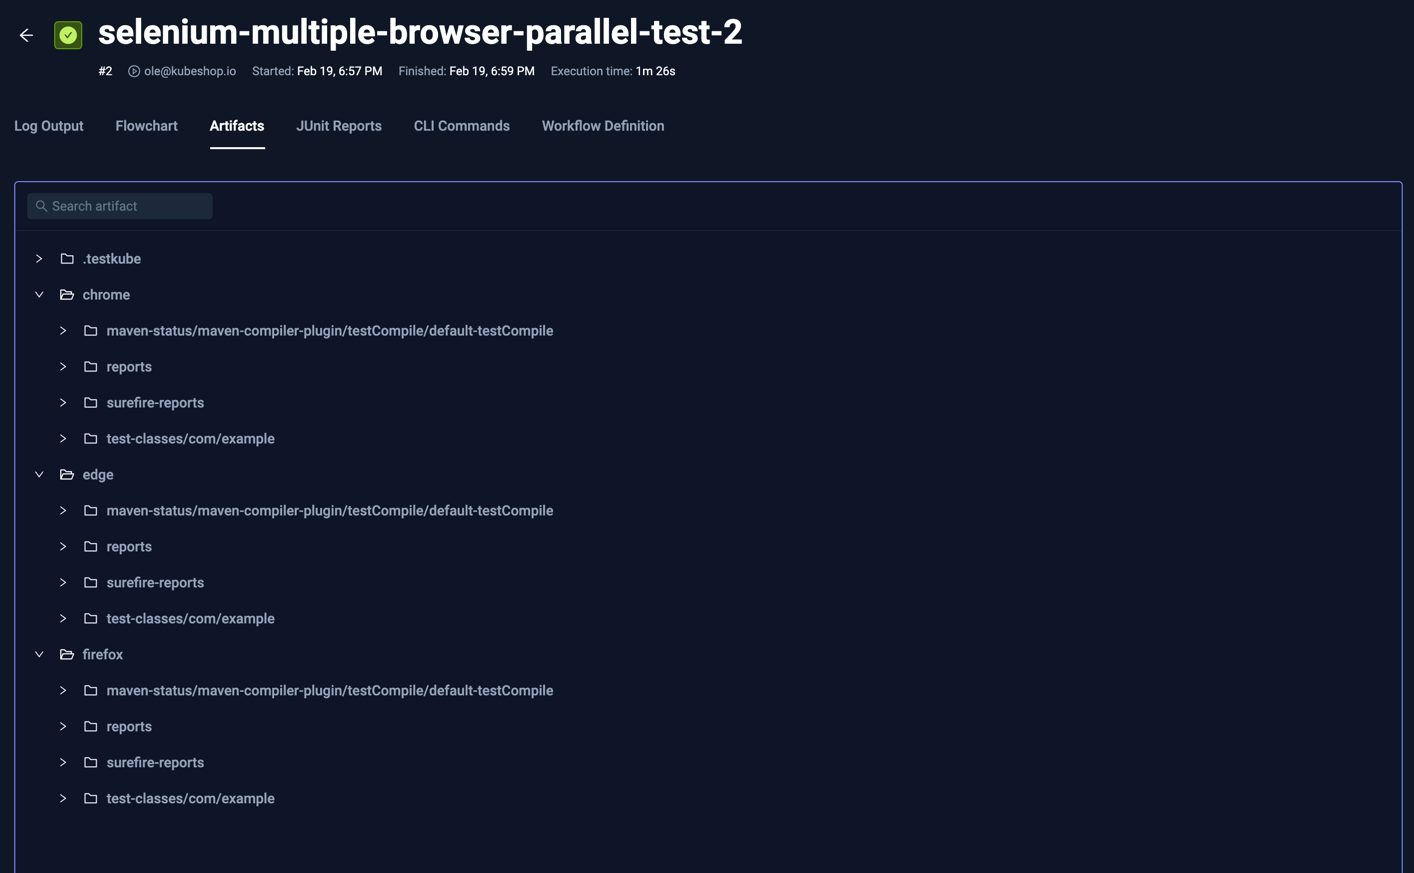 selenium-multiple-browser-parallel-test-2
#2 ole@kubeshop.io Started: Feb 19, 6:57 PM Finished: Feb 19, 6:59 PM Execution time: 1m 26s
Log Output Flowchart Artifacts JUnit Reports CLI Commands Workflow Definition
Search artifact
.testkube
chrome
maven-status/maven-compiler-plugin/testCompile/default-testCompile
reports
surefire-reports
test-classes/com/example
edge
maven-status/maven-compiler-plugin/testCompile/default-testCompile
reports
surefire-reports
test-classes/com/example
firefox
maven-status/maven-compiler-plugin/testCompile/default-testCompile
reports
surefire-reports
test-classes/com/example